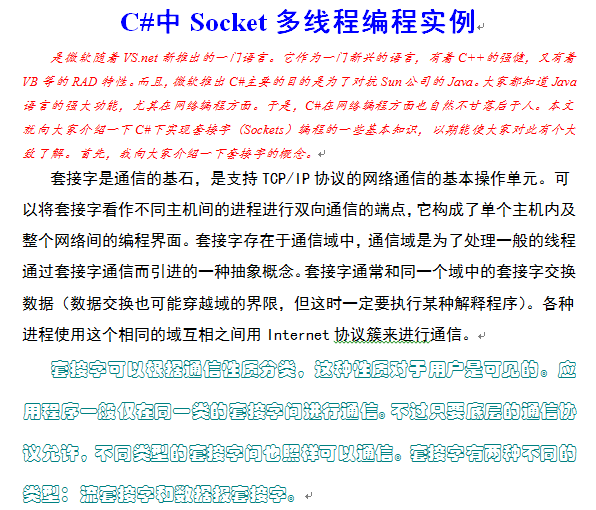 C#中 Socket 多线程编程实例
是微软随着 VS.net 新推出的一门语言。它作为一门新兴的语言，有着 C++的强健，又有着
VB 等的 RAD 特性。而且，微软推出 C#主要的目的是为了对抗 Sun 公司的 Java。大家都知道 Java
语言的强大功能，尤其在网络编程方面。于是，C#在网络编程方面也自然不甘落后于人。本文
就向大家介绍一下 C#下实现套接字（Sockets）编程的一些基本知识，以期能使大家对此有个大
致了解。首先，我向大家介绍一下套接字的概念。
套接字是通信的基石，是支持 TCP/IP 协议的网络通信的基本操作单元。可
以将套接字看作不同主机间的进程进行双向通信的端点，它构成了单个主机内及
整个网络间的编程界面。套接字存在于通信域中，通信域是为了处理一般的线程
通过套接字通信而引进的一种抽象概念。套接字通常和同一个域中的套接字交换
数据（数据交换也可能穿越域的界限，但这时一定要执行某种解释程序）。各种
进程使用这个相同的域互相之间用 Internet 协议簇来进行通信。
套接字可以根据通信性质分类，这种性质对于用户是可见的。应
用程序一般仅在同一类的套接字间进行通信。不过只要底层的通信协
议允许，不同类型的套接字间也照样可以通信。套接字有两种不同的
类型：流套接字和数据报套接字。